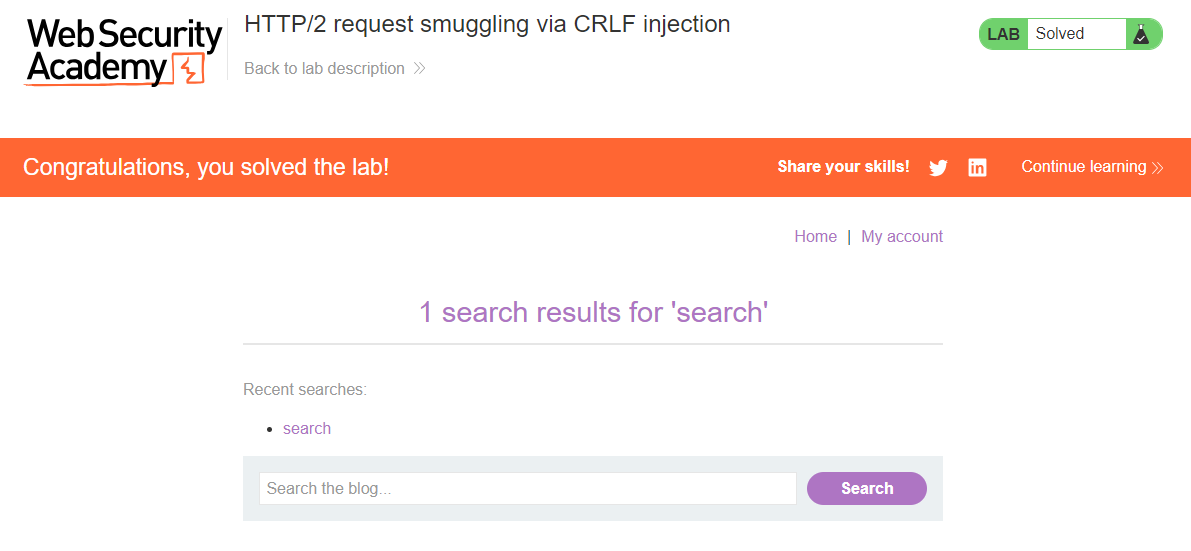 Web Security
Academy
HTTP/2 request smuggling via CRLF injection
Back to lab description
LAB Solved
Congratulations, you solved the lab!
Share your skills!
Continue learning
Home | My account
1 search results for 'search'
Recent searches:
search
Search the blog...
Search